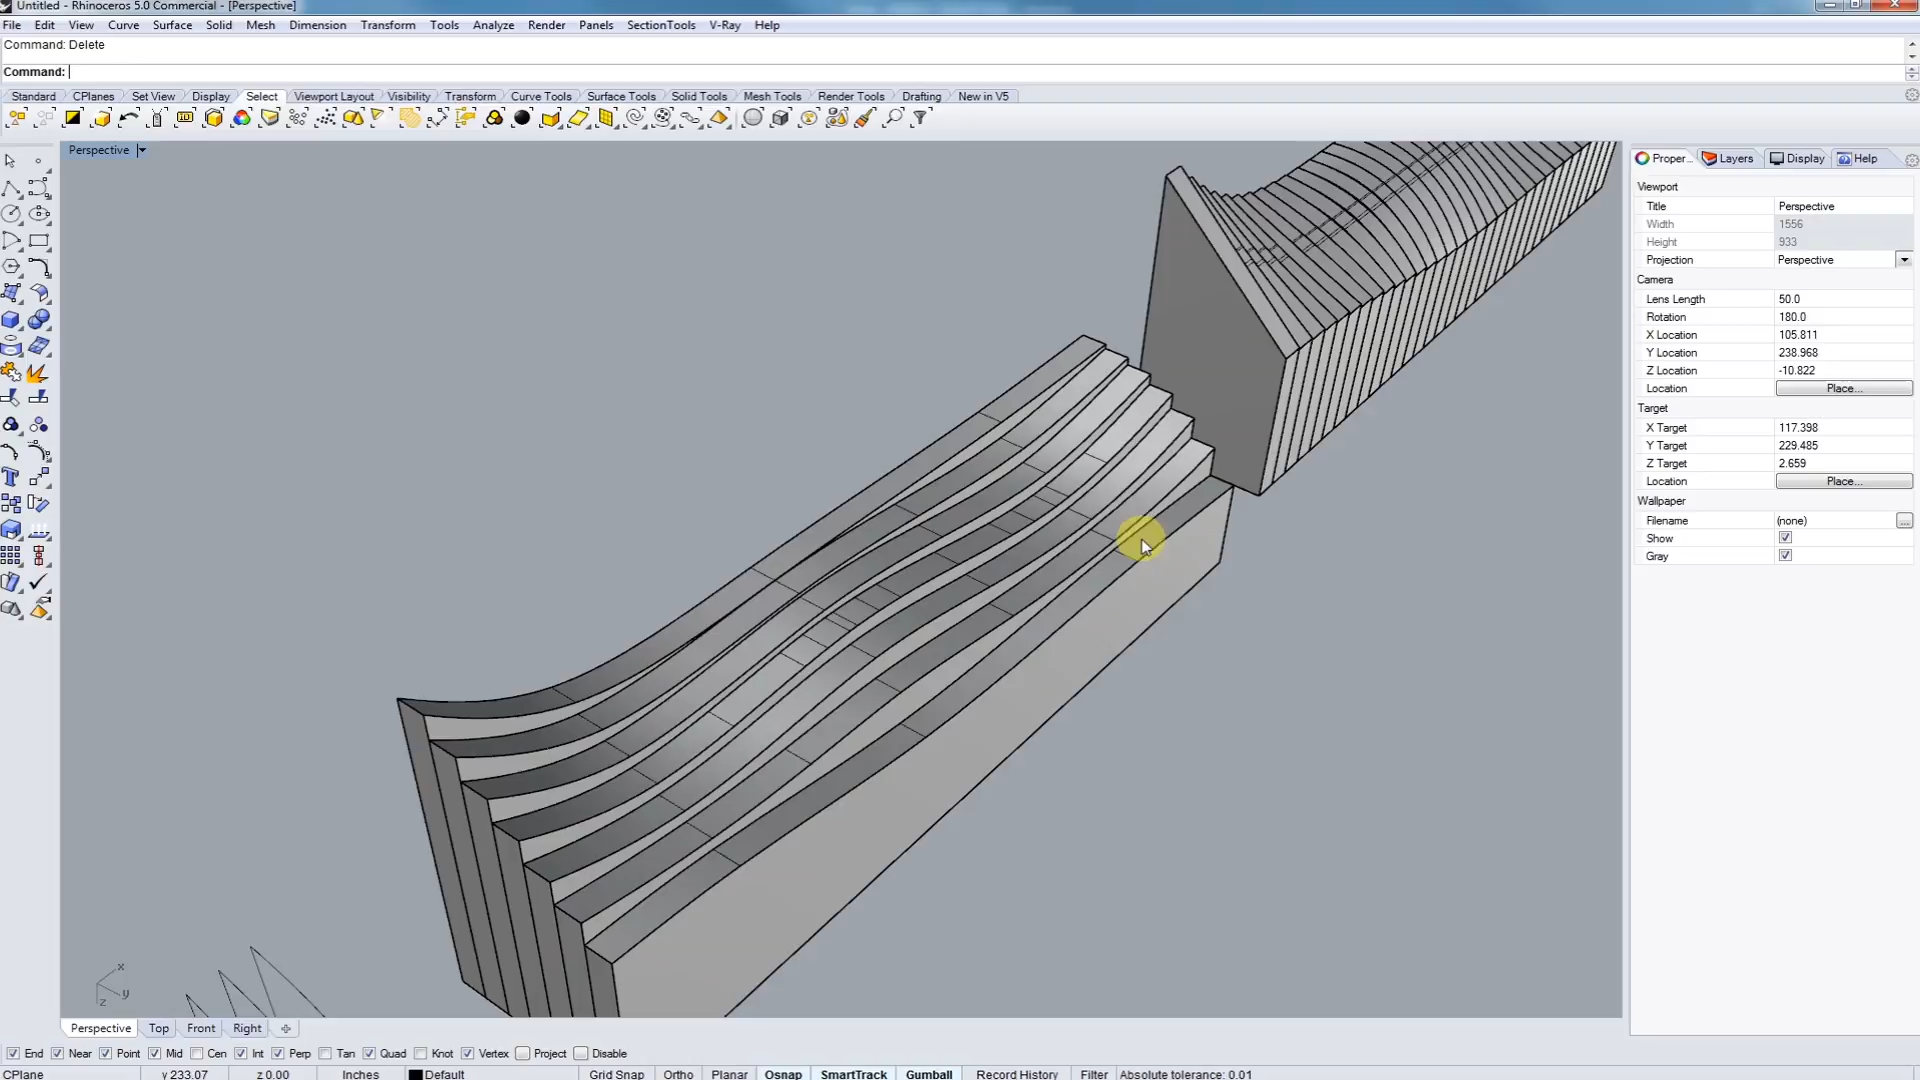 Untitled - Rhinoceros 5.0 Commercial - [Perspective]
File Edit View Curve Surface Solid Mesh Dimension Transform Tools Analyze Render Panels SectionTools V-Ray Help
Command: Delete
Command:
Standard CPlanes Set View Display Select Viewport Layout Visibility Transform Curve Tools Surface Tools Solid Tools Mesh Tools Render Tools Drafting New in V5
Perspective
Proper... Layers Display Help
Viewport
Title Perspective
Width 1556
Height 933
Projection Perspective
Camera
Lens Length 50.0
Rotation 180.0
X Location 105.811
Y Location 238.968
Z Location -10.822
Location Place...
Target
X Target 117.398
Y Target 229.485
Z Target 2.659
Location Place...
Wallpaper
Filename (none) ...
Show
Gray
x
y
z
Perspective Top Front Right
End Near Point Mid Cen Int Perp Tan Quad Knot Vertex Project Disable
CPlane y 233.07 z 0.00 Inches Default Grid Snap Ortho Planar Osnap SmartTrack Gumball Record History Filter Absolute tolerance: 0.01